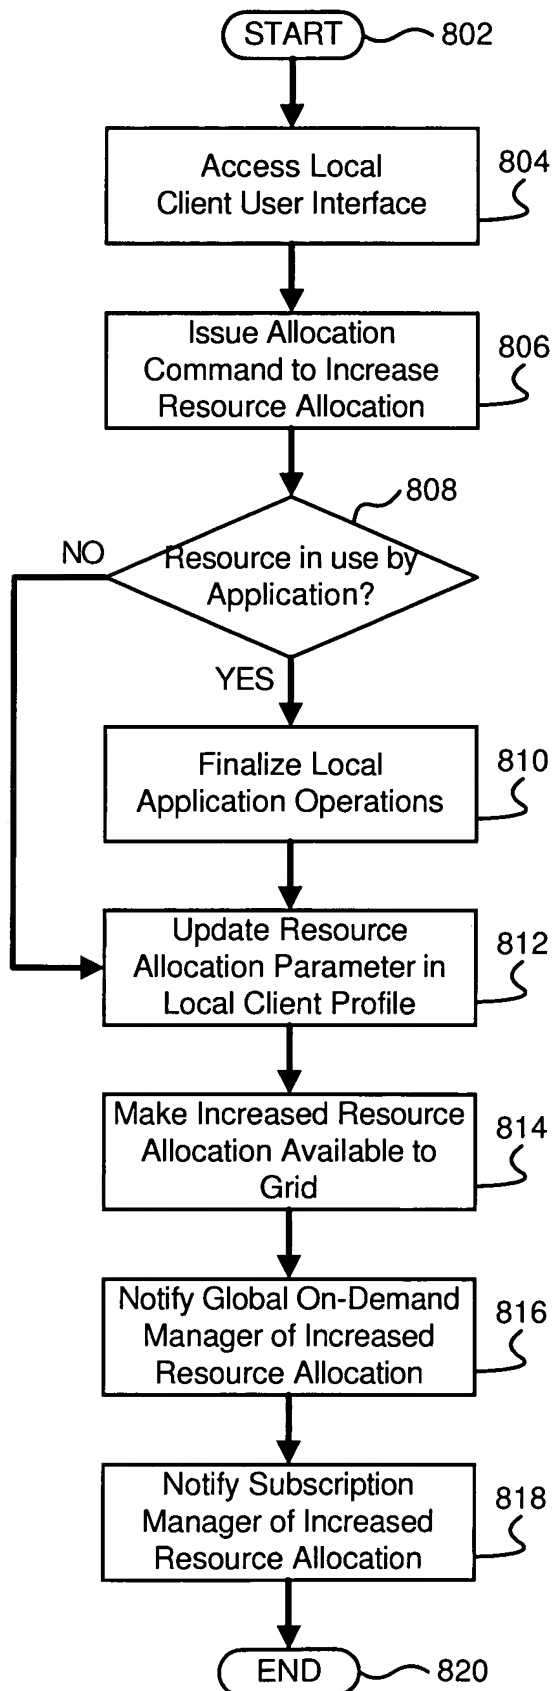 START 802
Access Local
Client User Interface
804
Issue Allocation
Command to Increase
Resource Allocation
806
808
NO
Resource in use by
Application?
YES
Finalize Local
Application Operations
810
Update Resource
Allocation Parameter in
Local Client Profile
812
Make Increased Resource
Allocation Available to
Grid
814
Notify Global On-Demand
Manager of Increased
Resource Allocation
816
Notify Subscription
Manager of Increased
Resource Allocation
818
END 820